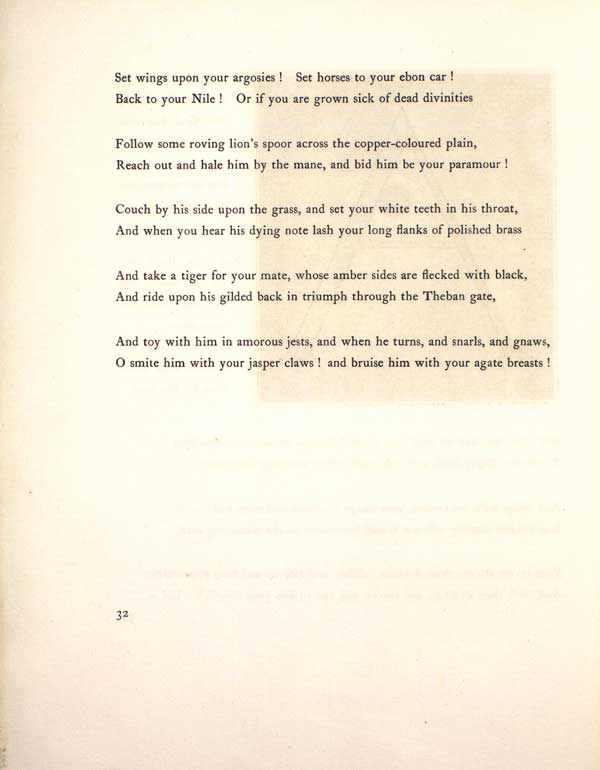 Set wings upon your argosies ! Set horses to your ebon car !
Back to your Nile ! Or if you are grown sick of dead divinities
Follow some roving lion's spoor across the copper-coloured plain,
Reach out and hale him by the mane, and bid him be your paramour !
Couch by his side upon the grass, and set your white teeth in his throat,
And when you hear his dying note lash your long flanks of polished brass
And take a tiger for your mate, whose amber sides are flecked with black,
And ride upon his gilded back in triumph through the Theban gate,
And toy with him in amorous jests, and when he turns, and snarls, and gnaws,
O smite him with your jasper claws ! and bruise him with your agate breasts !
32